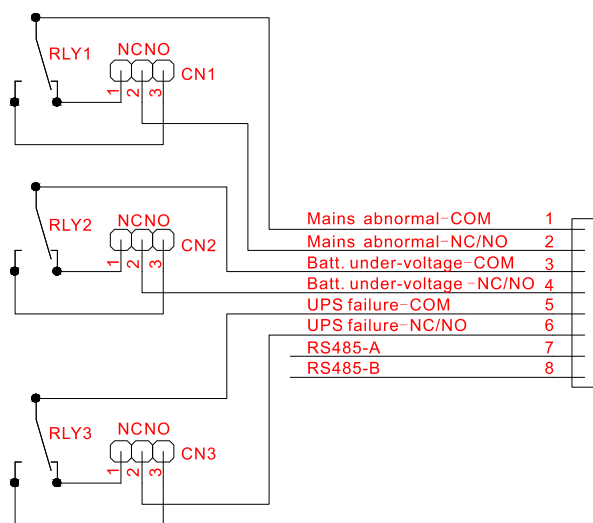 RLY1
NCNO
CN1
1
2
3
RLY2
NCNO
CN2
1
2
3
Mains abnormal-COM 1
Mains abnormal-NC/NO 2
Batt. under-voltage-COM 3
Batt. under-voltage -NC/NO 4
UPS failure-COM 5
UPS failure-NC/NO 6
RS485-A 7
RS485-B 8
RLY3
NCNO
CN3
1
2
3